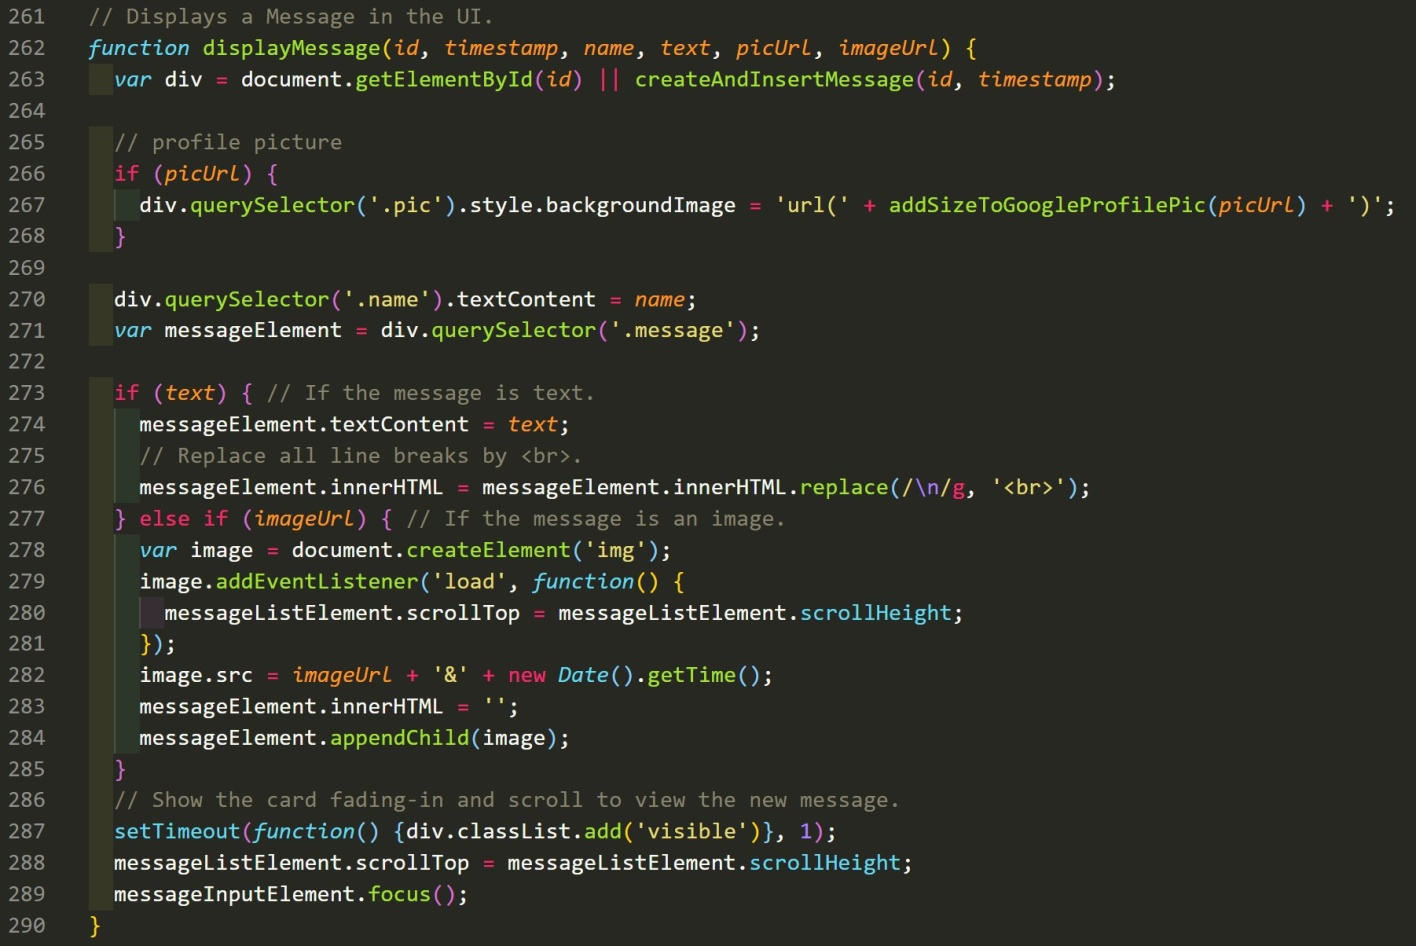 261 // Displays a Message in the UI.
262 function displayMessage(id, timestamp, name, text, picUrl, imageUrl) {
263   var div = document.getElementById(id) || createAndInsertMessage(id, timestamp);
264
265   // profile picture
266   if (picUrl) {
267     div.querySelector('.pic').style.backgroundImage = 'url(' + addSizeToGoogleProfilePic(picUrl) + ')';
268   }
269
270   div.querySelector('.name').textContent = name;
271   var messageElement = div.querySelector('.message');
272
273   if (text) { // If the message is text.
274     messageElement.textContent = text;
275     // Replace all line breaks by <br>.
276     messageElement.innerHTML = messageElement.innerHTML.replace(/\n/g, '<br>');
277   } else if (imageUrl) { // If the message is an image.
278     var image = document.createElement('img');
279     image.addEventListener('load', function() {
280       messageListElement.scrollTop = messageListElement.scrollHeight;
281     });
282     image.src = imageUrl + '&' + new Date().getTime();
283     messageElement.innerHTML = '';
284     messageElement.appendChild(image);
285   }
286   // Show the card fading-in and scroll to view the new message.
287   setTimeout(function() {div.classList.add('visible')}, 1);
288   messageListElement.scrollTop = messageListElement.scrollHeight;
289   messageInputElement.focus();
290 }